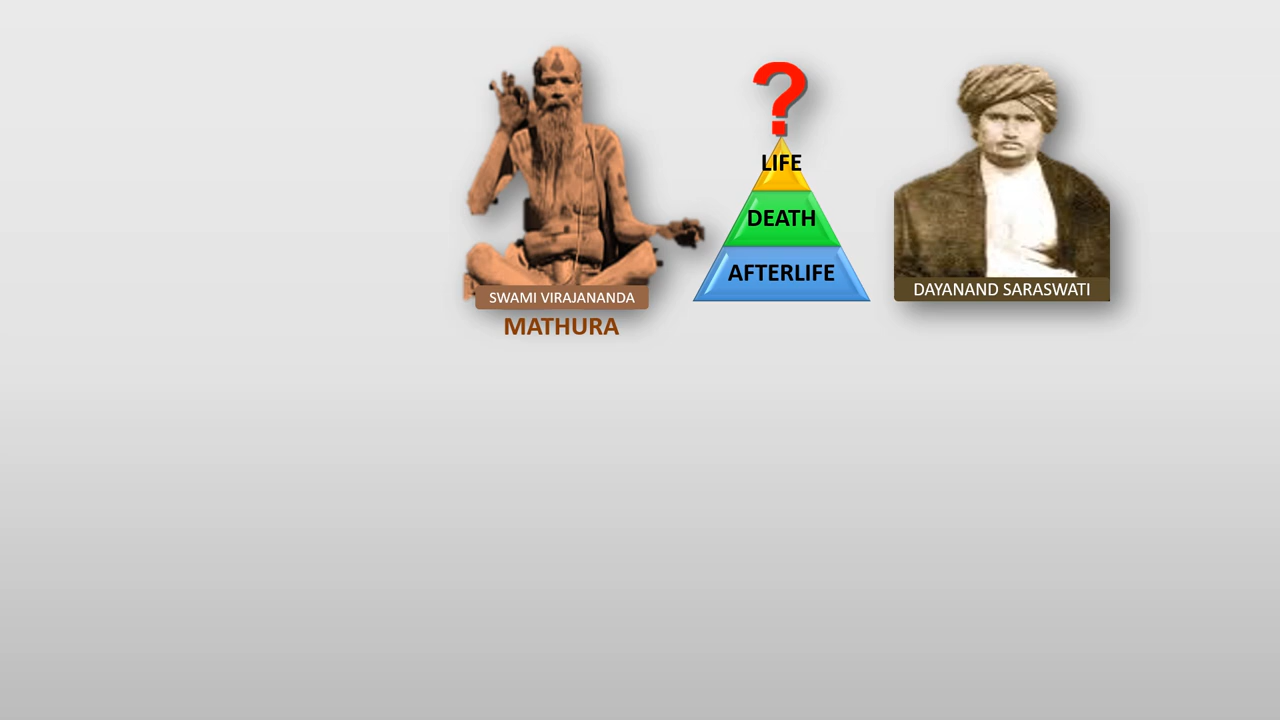 ?
LIFE
DEATH
AFTERLIFE
SWAMI VIRAJANANDA
MATHURA
DAYANAND SARASWATI